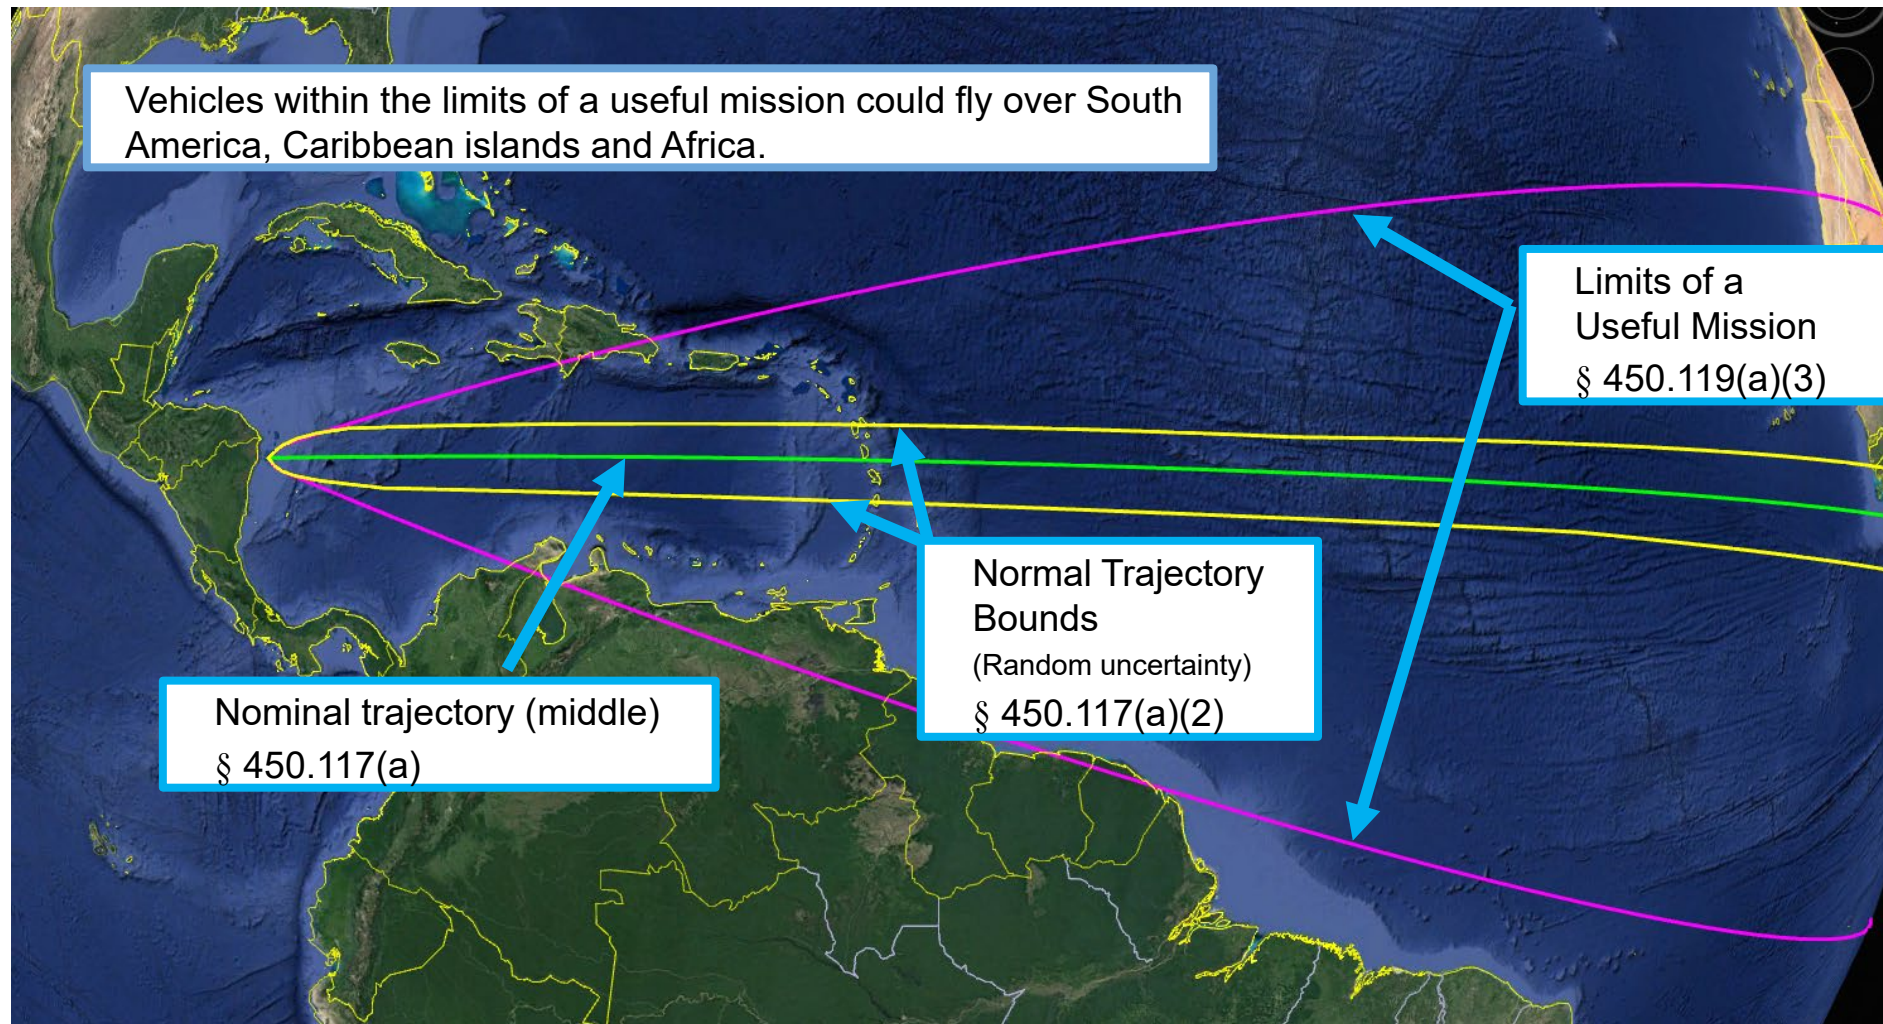 Vehicles within the limits of a useful mission could fly over South
America, Caribbean islands and Africa.
Limits of a
Useful Mission
§ 450.119(a)(3)
Normal Trajectory
Bounds
(Random uncertainty)
§ 450.117(a)(2)
Nominal trajectory (middle)
§ 450.117(a)